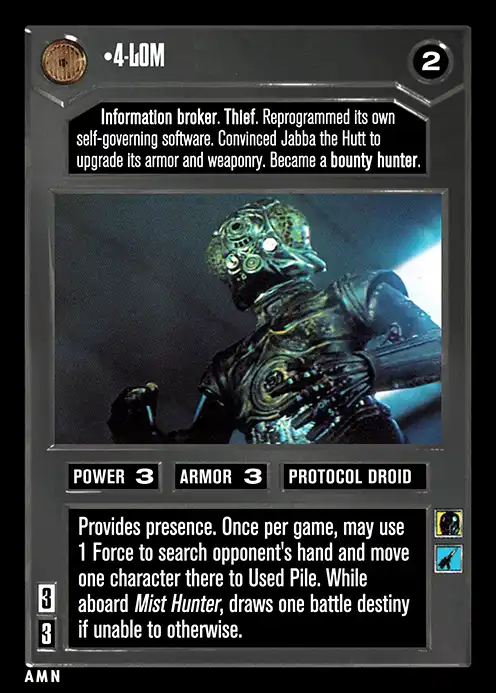 •4-LOM
2
Information broker. Thief. Reprogrammed its own
self-governing software. Convinced Jabba the Hutt to
upgrade its armor and weaponry. Became a bounty hunter.
POWER 3 ARMOR 3 PROTOCOL DROID
Provides presence. Once per game, may use
1 Force to search opponent's hand and move
one character there to Used Pile. While
aboard Mist Hunter, draws one battle destiny
if unable to otherwise.
3
3
AMN